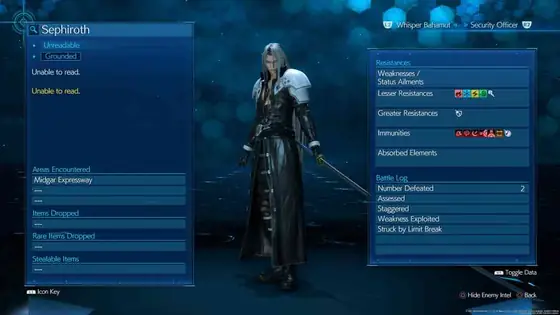 Sephiroth
Unreadable
Grounded
Unable to read.
Unable to read.
Areas Encountered
Midgar Expressway
---
---
Items Dropped
---
Rare Items Dropped
---
Stealable Items
---
Icon Key
Whisper Bahamut
Security Officer
Resistances
Weaknesses /
Status Ailments
Lesser Resistances
Greater Resistances
Immunities
Absorbed Elements
Battle Log
Number Defeated 2
Assessed
Staggered
Weakness Exploited
Struck by Limit Break
Toggle Data
Hide Enemy Intel
Back